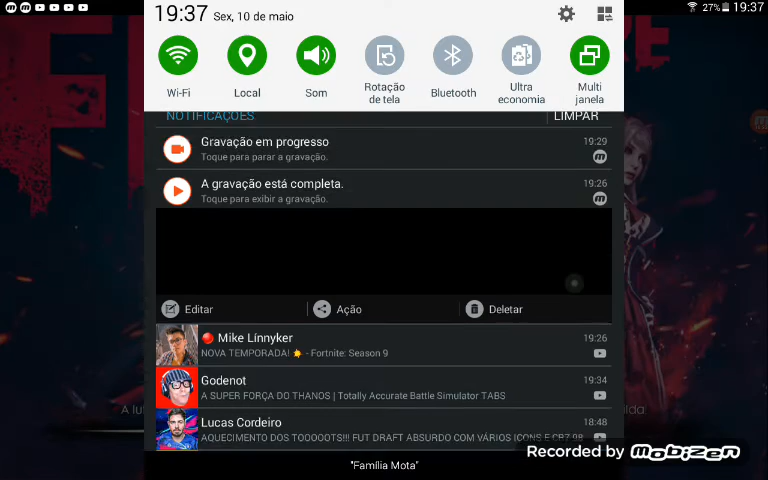 27% 19:37
19:37 Sex, 10 de maio
Wi-Fi
Local
Som
Rotação
de tela
Bluetooth
Ultra
economia
Multi
janela
NOTIFICAÇÕES LIMPAR
Gravação em progresso 19:29
Toque para parar a gravação.
A gravação está completa. 19:26
Toque para exibir a gravação.
Editar Ação Deletar
Mike Línnyker 19:26
NOVA TEMPORADA! - Fortnite: Season 9
Godenot 19:34
A SUPER FORÇA DO THANOS | Totally Accurate Battle Simulator TABS
A lu
Lucas Cordeiro 18:48
AQUECIMENTO DOS TOOOOOTS!!! FUT DRAFT ABSURDO COM VÁRIOS ICONS E CR7 98
Recorded by Mobizen
"Família Mota"